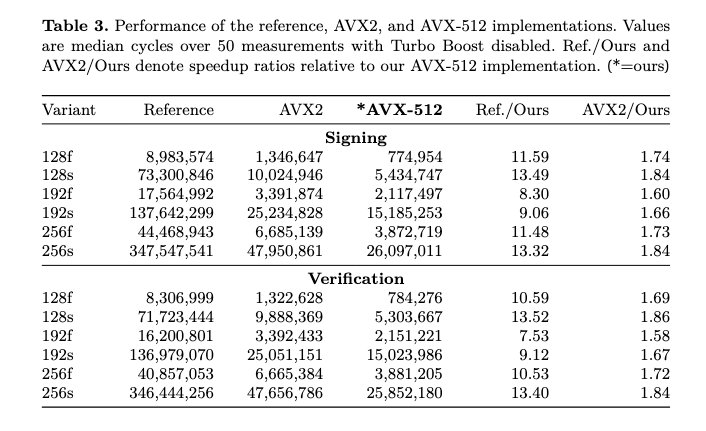 Table 3. Performance of the reference, AVX2, and AVX-512 implementations. Values
are median cycles over 50 measurements with Turbo Boost disabled. Ref./Ours and
AVX2/Ours denote speedup ratios relative to our AVX-512 implementation. (*=ours)
Variant Reference AVX2 *AVX-512 Ref./Ours AVX2/Ours
Signing
128f 8,983,574 1,346,647 774,954 11.59 1.74
128s 73,300,846 10,024,946 5,434,747 13.49 1.84
192f 17,564,992 3,391,874 2,117,497 8.30 1.60
192s 137,642,299 25,234,828 15,185,253 9.06 1.66
256f 44,468,943 6,685,139 3,872,719 11.48 1.73
256s 347,547,541 47,950,861 26,097,011 13.32 1.84
Verification
128f 8,306,999 1,322,628 784,276 10.59 1.69
128s 71,723,444 9,888,369 5,303,667 13.52 1.86
192f 16,200,801 3,392,433 2,151,221 7.53 1.58
192s 136,979,070 25,051,151 15,023,986 9.12 1.67
256f 40,857,053 6,665,384 3,881,205 10.53 1.72
256s 346,444,256 47,656,786 25,852,180 13.40 1.84